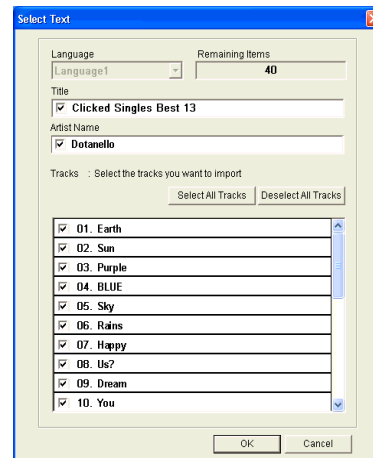 Select Text
Language Remaining Items
Language1 40
Title
Clicked Singles Best 13
Artist Name
Dotanello
Tracks : Select the tracks you want to import
Select All Tracks Deselect All Tracks
01. Earth
02. Sun
03. Purple
04. BLUE
05. Sky
06. Rains
07. Happy
08. Us?
09. Dream
10. You
OK Cancel